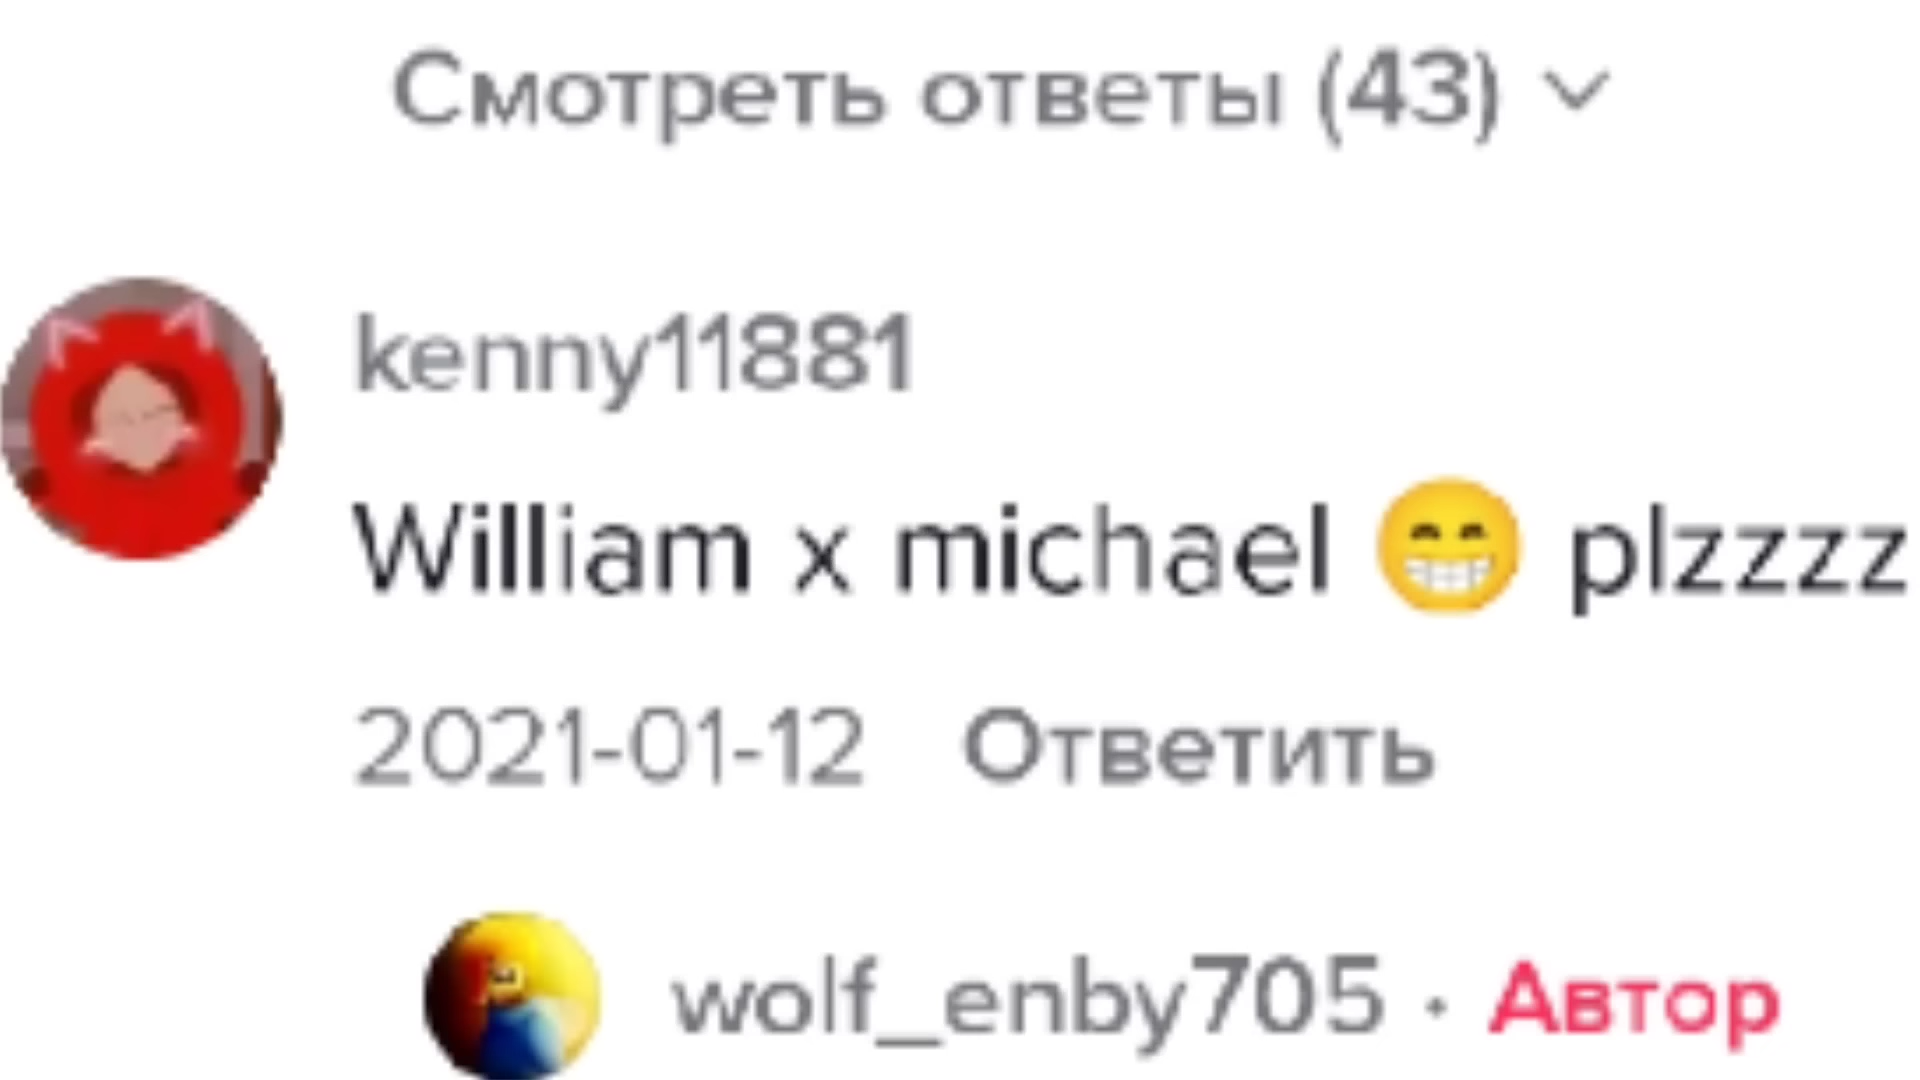 Смотреть ответы (43)
kenny11881
William x michael 😁 plzzzz
2021-01-12 Ответить
wolf_enby705 · Автор